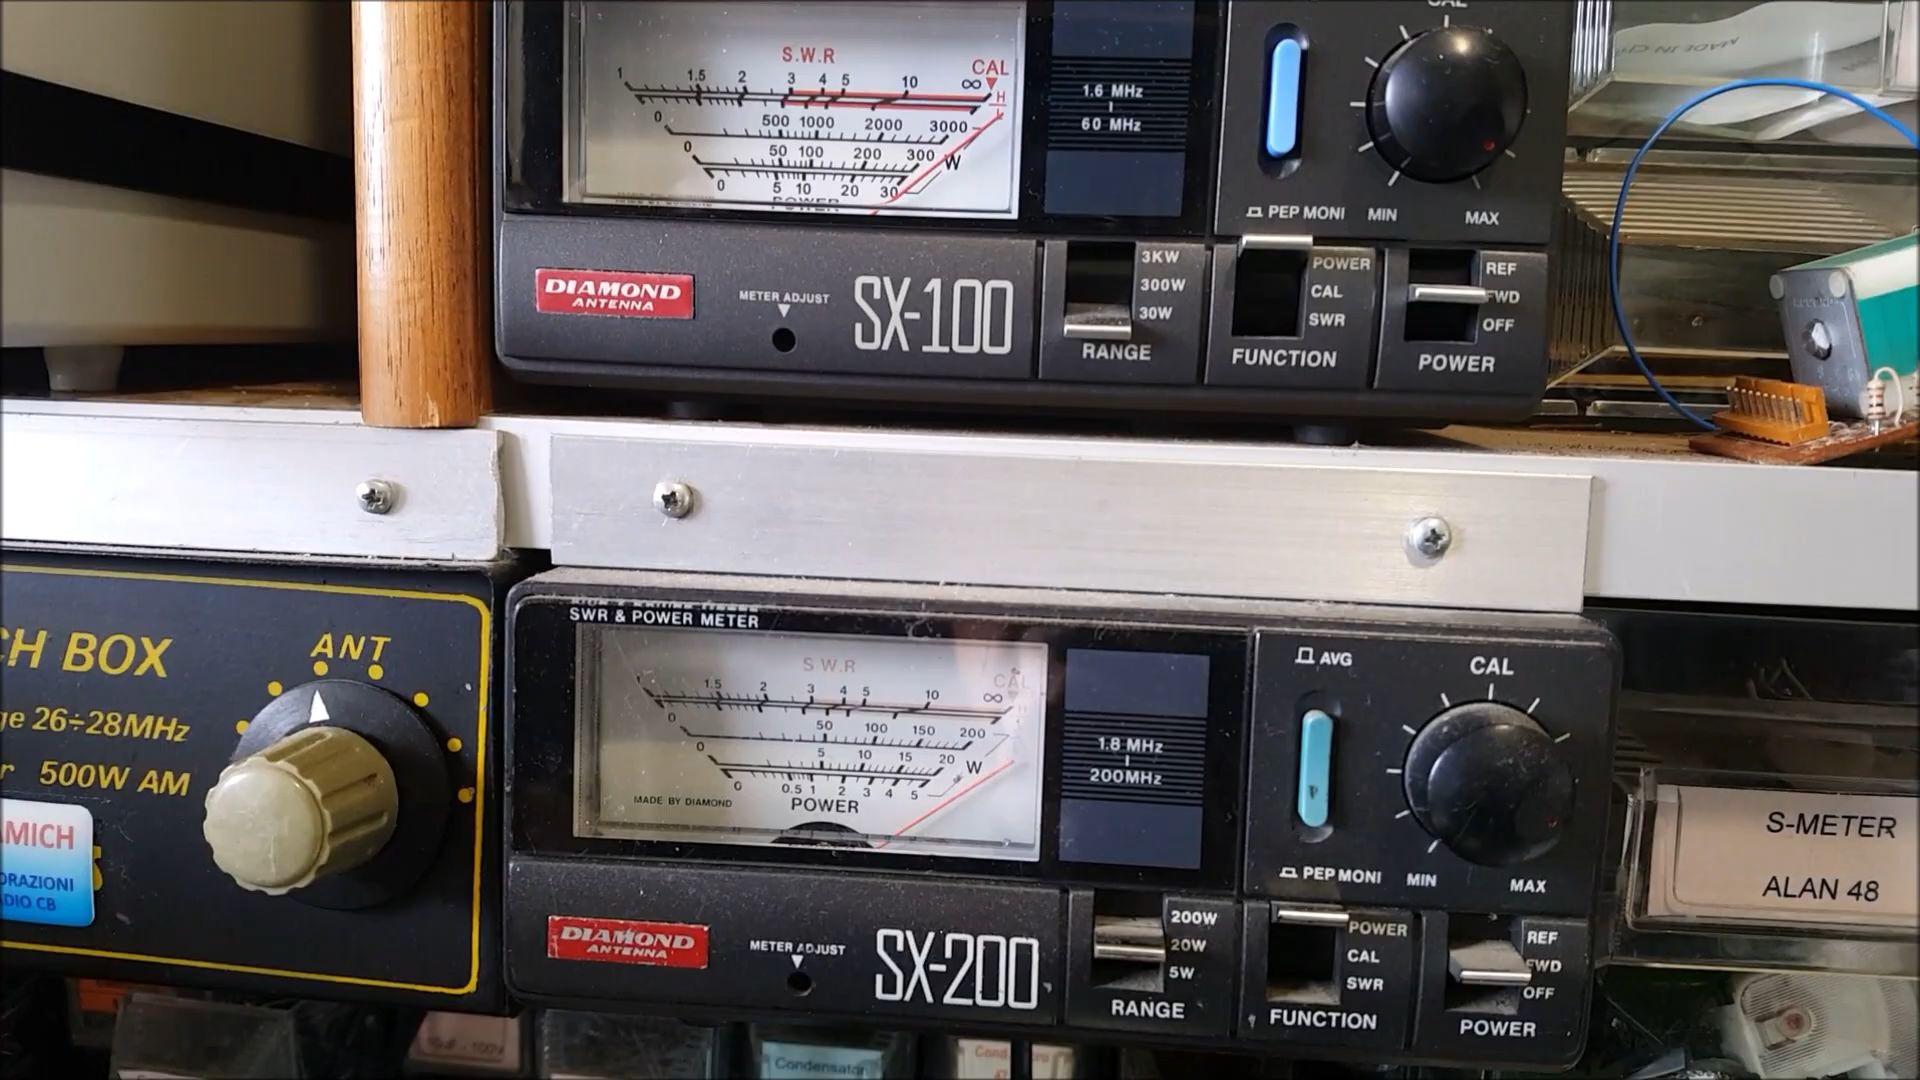 CAL
S.W.R
CAL
1 1.5 2 3 4 5 10 ∞
H
L
0 500 1000 2000 3000
0 50 100 200 300 W
0 5 10 20 30
POWER
1.6 MHz
60 MHz
PEP MONI
MIN
MAX
DIAMOND
ANTENNA
METER ADJUST
SX-100
3KW
300W
30W
RANGE
POWER
CAL
SWR
FUNCTION
REF
FWD
OFF
POWER
CH BOX
ANT
ge 26÷28MHz
r 500W AM
AMICH
ORAZIONI
DIO CB
SWR & POWER METER
S.W.R
CAL
1.5 2 3 4 5 10 ∞
0 50 100 150 200
0 5 10 15 20 W
0 0.5 1 2 3 4 5
MADE BY DIAMOND
POWER
1.8 MHz
200MHz
AVG
CAL
PEP MONI
MIN
MAX
DIAMOND
ANTENNA
METER ADJUST
SX-200
200W
20W
5W
RANGE
POWER
CAL
SWR
FUNCTION
REF
FWD
OFF
POWER
S-METER
ALAN 48
Condensator